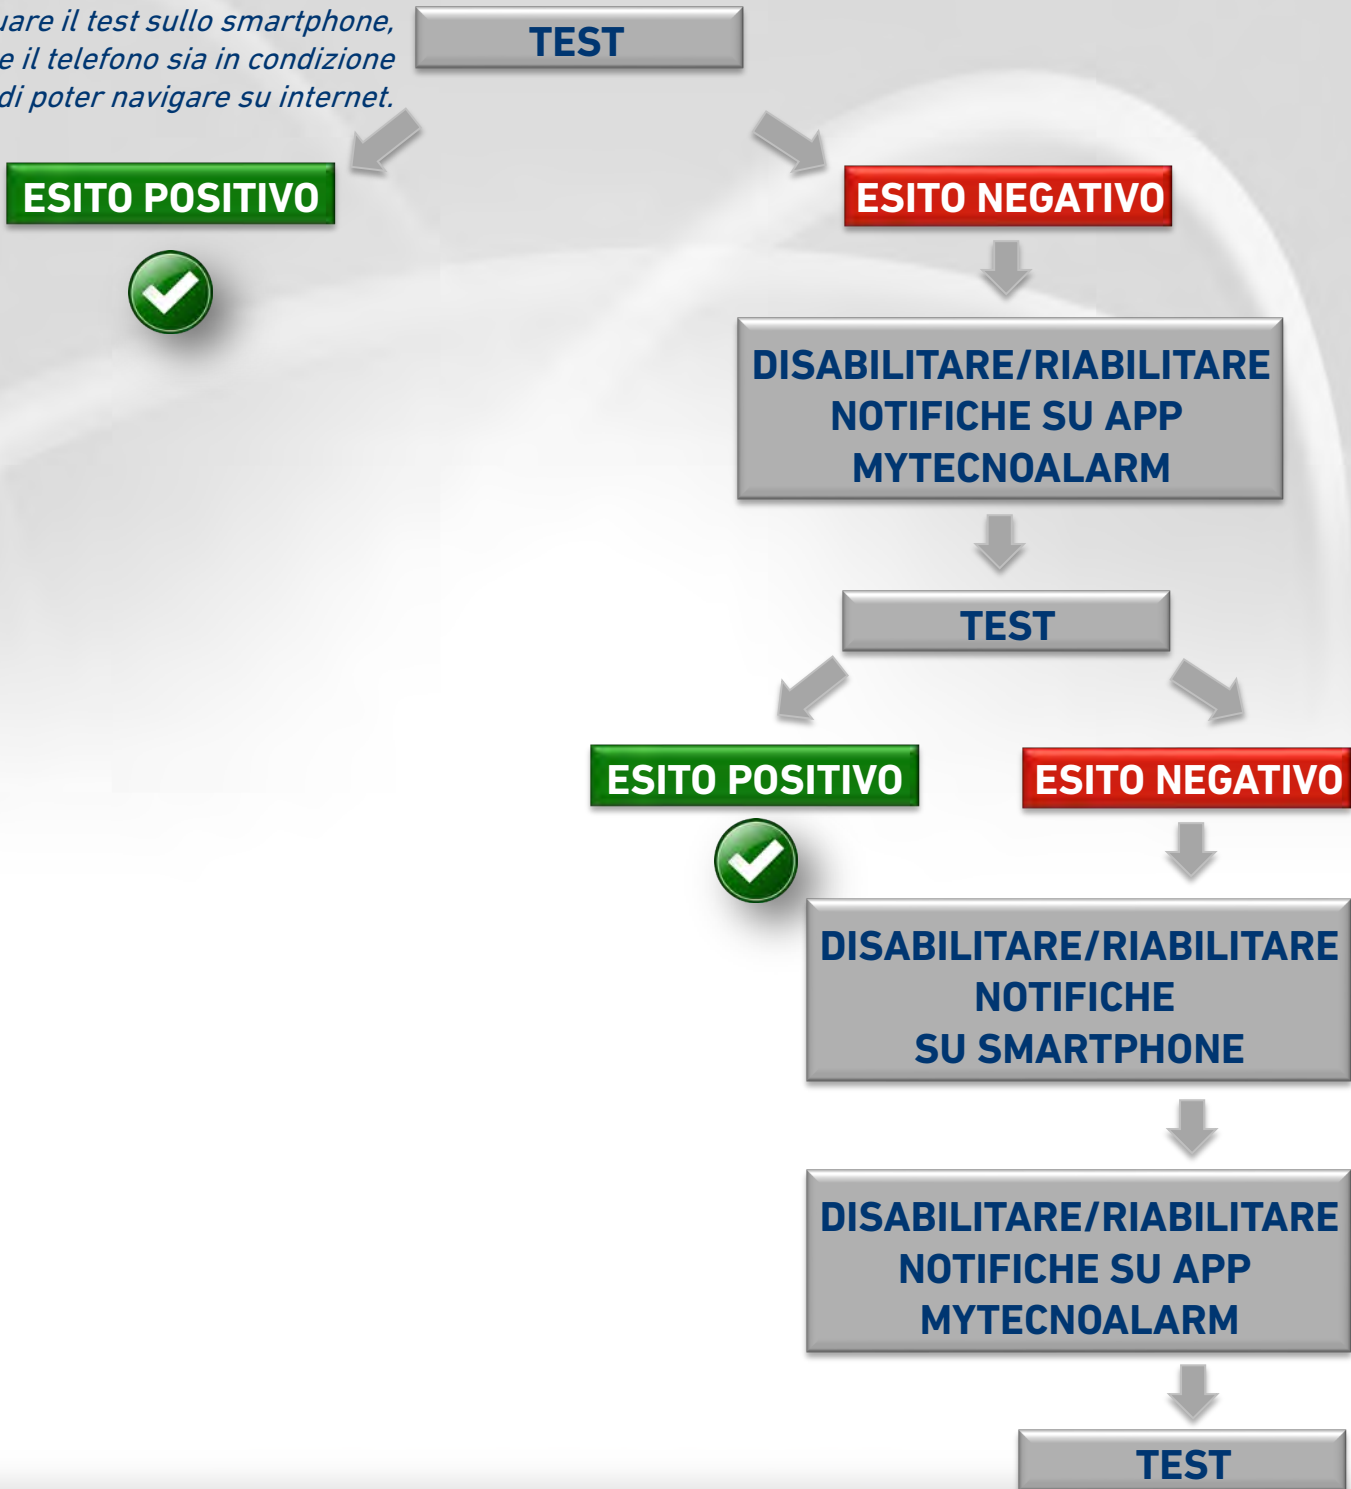 il test sullo smartphone,
e il telefono sia in condizione
di poter navigare su internet.
TEST
ESITO POSITIVO
ESITO NEGATIVO
DISABILITARE/RIABILITARE
NOTIFICHE SU APP
MYTECNOALARM
TEST
ESITO POSITIVO
ESITO NEGATIVO
DISABILITARE/RIABILITARE
NOTIFICHE
SU SMARTPHONE
DISABILITARE/RIABILITARE
NOTIFICHE SU APP
MYTECNOALARM
TEST